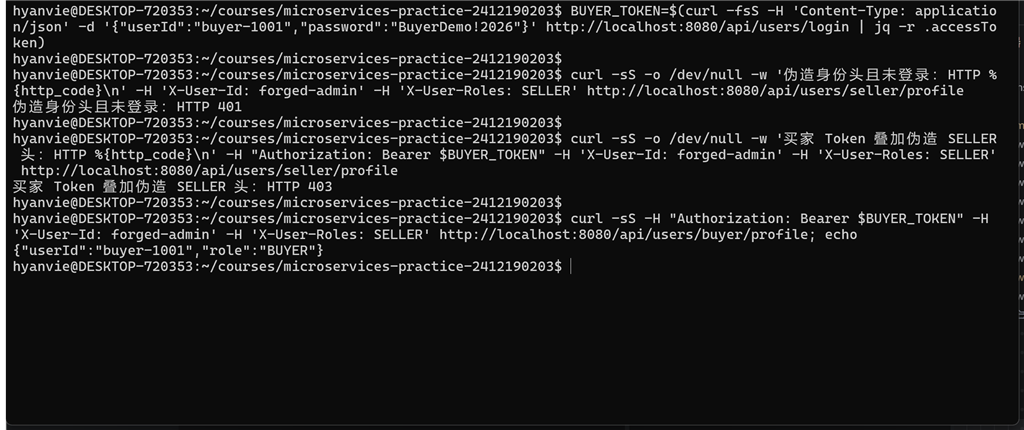 hyanvie@DESKTOP-720353:~/courses/microservices-practice-2412190203$ BUYER_TOKEN=$(curl -fsS -H 'Content-Type: applicatio
n/json' -d '{"userId":"buyer-1001","password":"BuyerDemo!2026"}' http://localhost:8080/api/users/login | jq -r .accessTo
ken)
hyanvie@DESKTOP-720353:~/courses/microservices-practice-2412190203$
hyanvie@DESKTOP-720353:~/courses/microservices-practice-2412190203$ curl -sS -o /dev/null -w '伪造身份头且未登录: HTTP %
{http_code}\n' -H 'X-User-Id: forged-admin' -H 'X-User-Roles: SELLER' http://localhost:8080/api/users/seller/profile
伪造身份头且未登录: HTTP 401
hyanvie@DESKTOP-720353:~/courses/microservices-practice-2412190203$
hyanvie@DESKTOP-720353:~/courses/microservices-practice-2412190203$ curl -sS -o /dev/null -w '买家 Token 叠加伪造 SELLER
头: HTTP %{http_code}\n' -H "Authorization: Bearer $BUYER_TOKEN" -H 'X-User-Id: forged-admin' -H 'X-User-Roles: SELLER'
http://localhost:8080/api/users/seller/profile
买家 Token 叠加伪造 SELLER 头: HTTP 403
hyanvie@DESKTOP-720353:~/courses/microservices-practice-2412190203$
hyanvie@DESKTOP-720353:~/courses/microservices-practice-2412190203$ curl -sS -H "Authorization: Bearer $BUYER_TOKEN" -H
'X-User-Id: forged-admin' -H 'X-User-Roles: SELLER' http://localhost:8080/api/users/buyer/profile; echo
{"userId":"buyer-1001","role":"BUYER"}
hyanvie@DESKTOP-720353:~/courses/microservices-practice-2412190203$